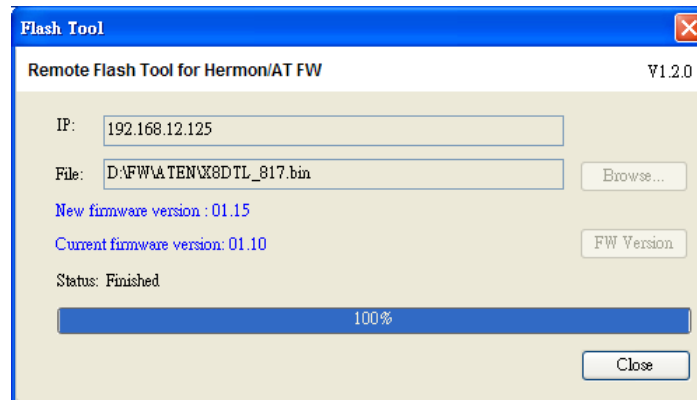 Flash Tool
Remote Flash Tool for Hermon/AT FW V1.2.0
IP: 192.168.12.125
File: D:\FW\ATEN\X8DTL_817.bin Browse...
New firmware version : 01.15
Current firmware version: 01.10 FW Version
Status: Finished
100%
Close